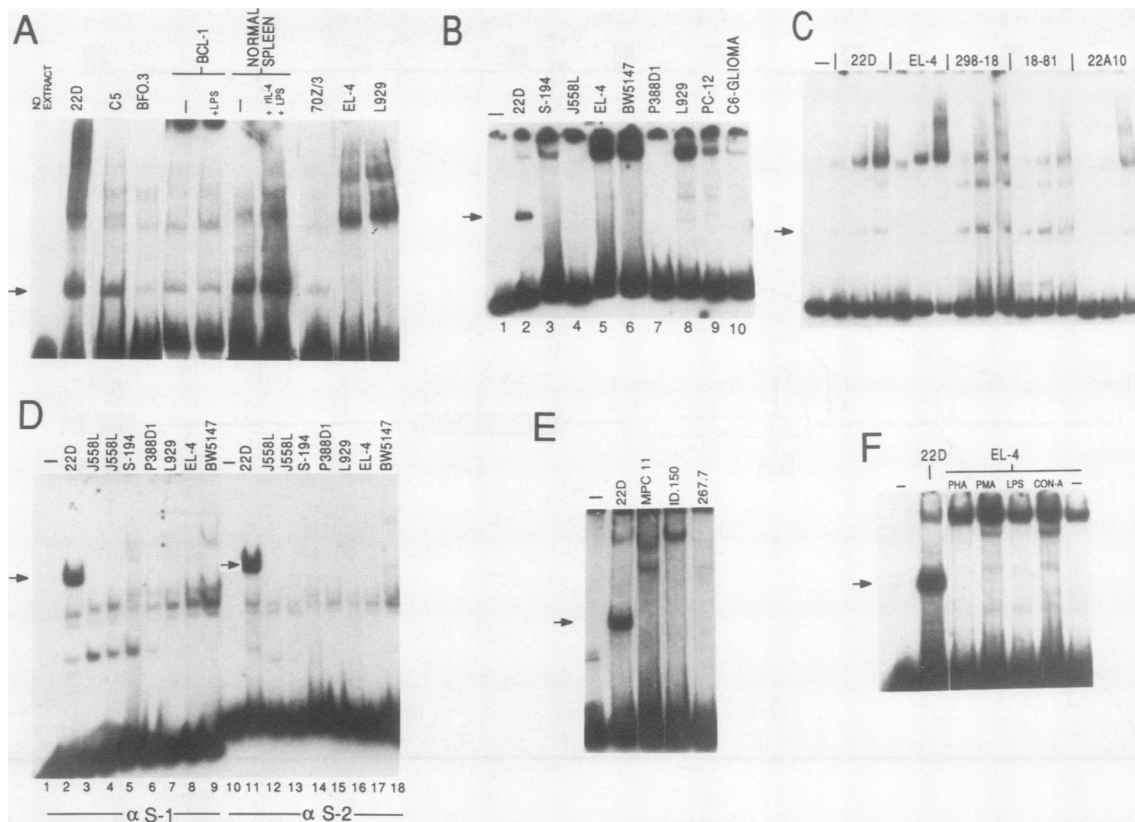 A
NO EXTRACT
22D
C5
BFO.3
BCL-1
—
+LPS
NORMAL SPLEEN
—
+ rIL-4
+ LPS
70Z/3
EL-4
L929
B
—
22D
S-194
J558L
EL-4
BW5147
P388D1
L929
PC-12
C6-GLIOMA
1 2 3 4 5 6 7 8 9 10
C
— 22D EL-4 298-18 18-81 22A10
D
—
22D
J558L
J558L
S-194
P388D1
L929
EL-4
BW5147
—
22D
J558L
J558L
S-194
P388D1
L929
EL-4
BW5147
1 2 3 4 5 6 7 8 9 10 11 12 13 14 15 16 17 18
α S-1 α S-2
E
—
22D
MPC 11
ID.150
267.7
F
22D EL-4
— PHA PMA LPS CON-A —